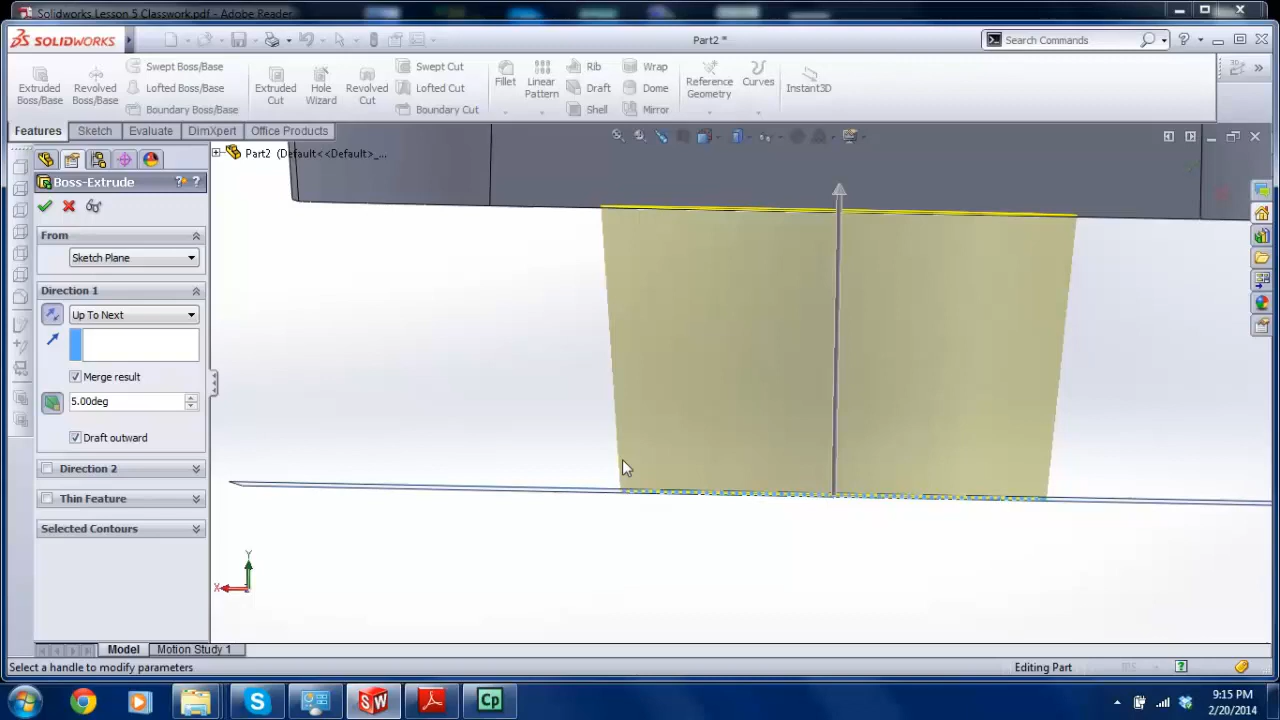 Solidworks Lesson 5 Classwork.pdf - Adobe Reader
SOLIDWORKS
Part2 *
Search Commands
Extruded Boss/Base
Revolved Boss/Base
Swept Boss/Base
Lofted Boss/Base
Boundary Boss/Base
Extruded Cut
Hole Wizard
Revolved Cut
Swept Cut
Lofted Cut
Boundary Cut
Fillet
Linear Pattern
Rib
Draft
Shell
Wrap
Dome
Mirror
Reference Geometry
Curves
Instant3D
Features
Sketch
Evaluate
DimXpert
Office Products
Part2 (Default<<Default>_...
Boss-Extrude
From
Sketch Plane
Direction 1
Up To Next
Merge result
5.00deg
Draft outward
Direction 2
Thin Feature
Selected Contours
Y
X
Model
Motion Study 1
Select a handle to modify parameters
Editing Part
9:15 PM
2/20/2014